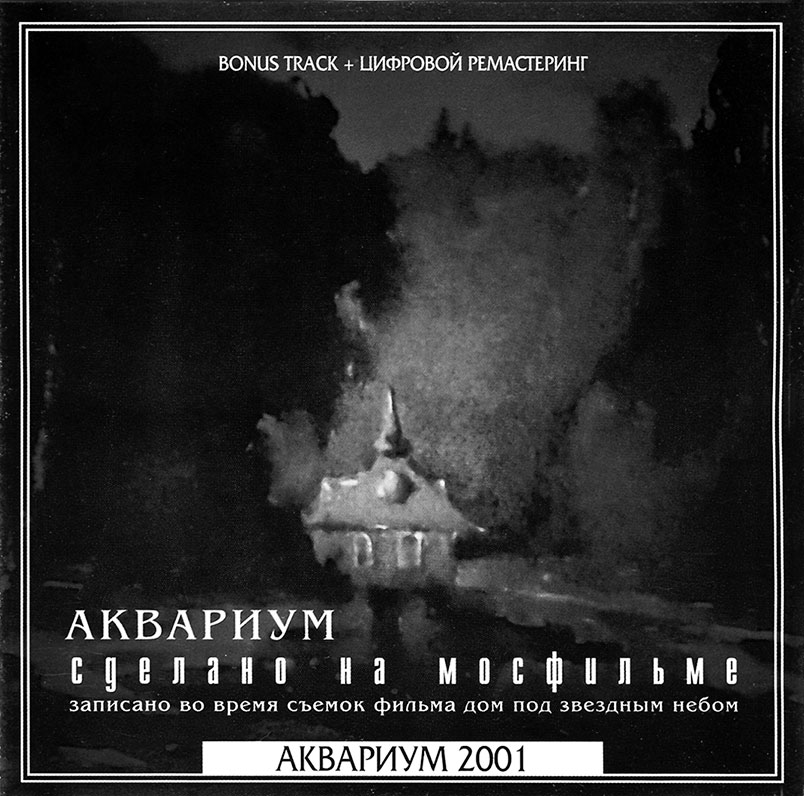 BONUS TRACK + ЦИФРОВОЙ РЕМАСТЕРИНГ
АКВАРИУМ
сделано на мосфильме
записано во время съемок фильма дом под звездным небом
АКВАРИУМ 2001